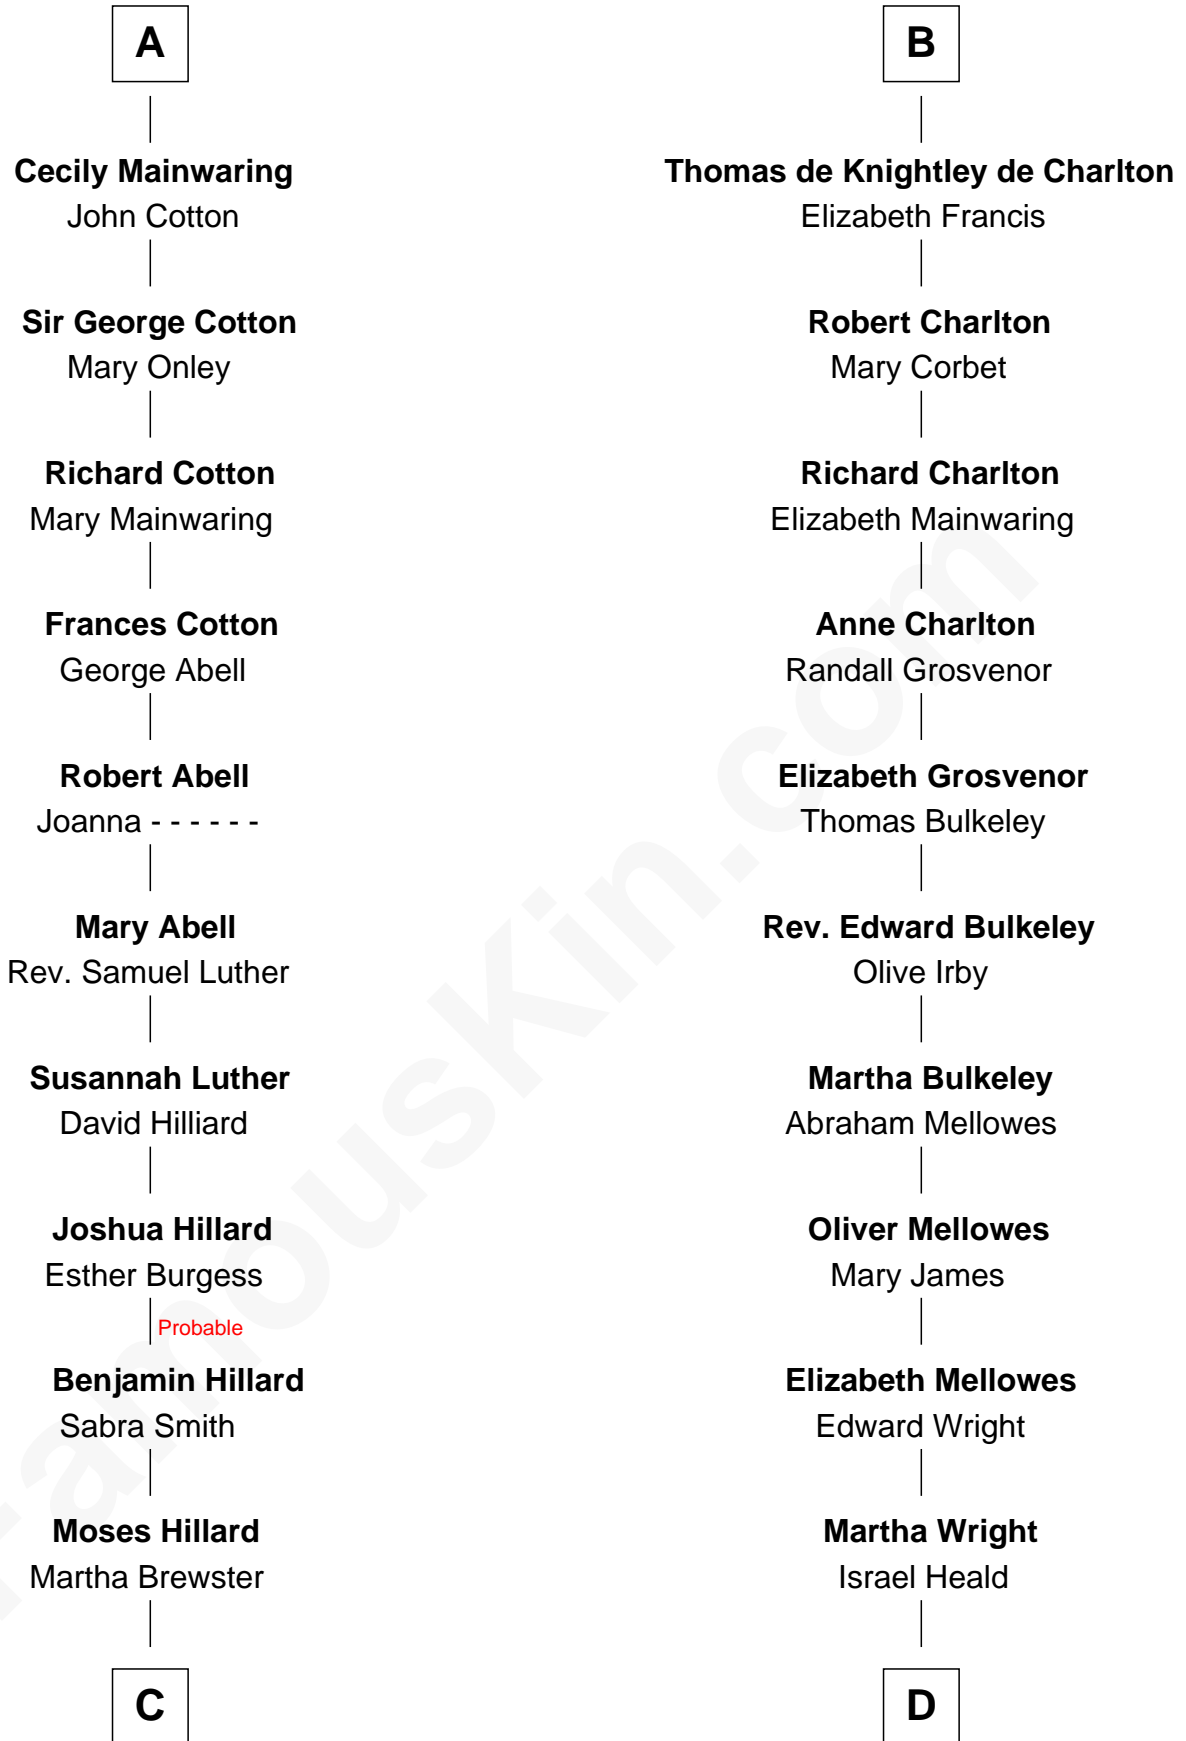 A
Cecily Mainwaring
John Cotton
Sir George Cotton
Mary Onley
Richard Cotton
Mary Mainwaring
Frances Cotton
George Abell
Robert Abell
Joanna - - - - - -
Mary Abell
Rev. Samuel Luther
Susannah Luther
David Hilliard
Joshua Hillard
Esther Burgess
Probable
Benjamin Hillard
Sabra Smith
Moses Hillard
Martha Brewster
C
B
Thomas de Knightley de Charlton
Elizabeth Francis
Robert Charlton
Mary Corbet
Richard Charlton
Elizabeth Mainwaring
Anne Charlton
Randall Grosvenor
Elizabeth Grosvenor
Thomas Bulkeley
Rev. Edward Bulkeley
Olive Irby
Martha Bulkeley
Abraham Mellowes
Oliver Mellowes
Mary James
Elizabeth Mellowes
Edward Wright
Martha Wright
Israel Heald
D
FamousKin.com